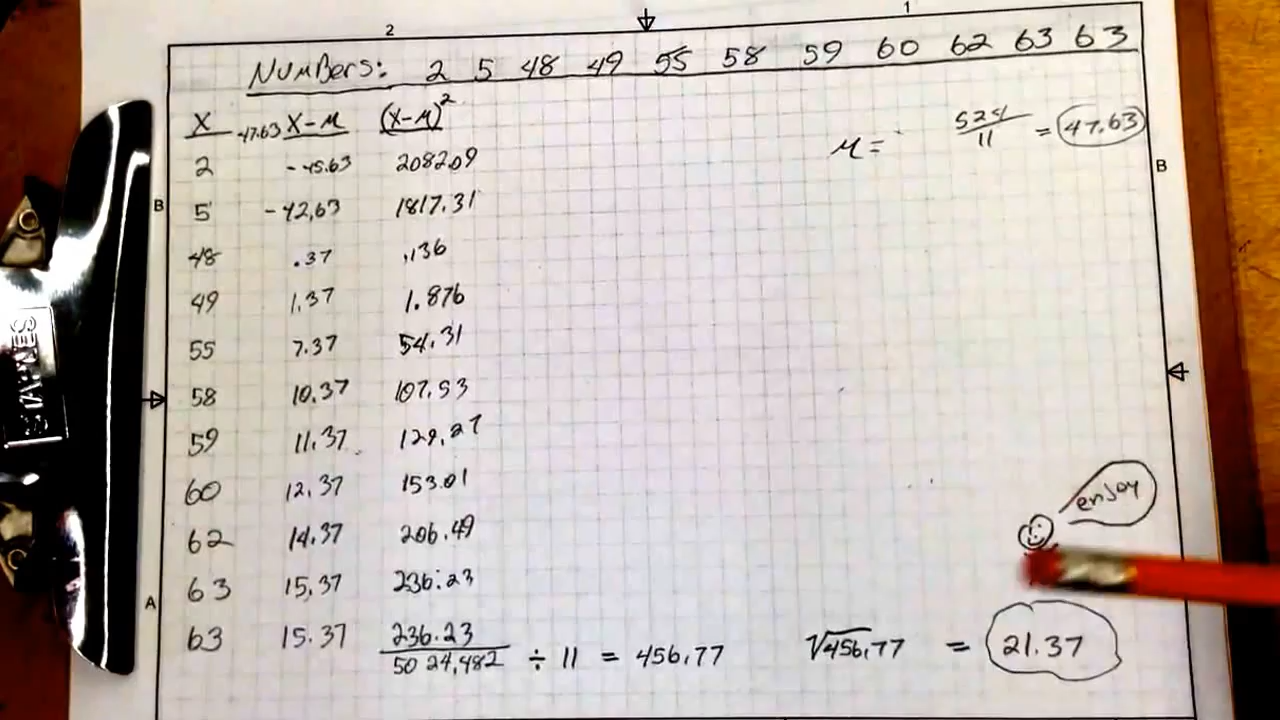 2 1
NUMBERS: 2 5 48 49 55 58 59 60 62 63 63
X -47.63 X-μ (X-μ)²
μ = 524/11 = 47.63
2 -45.63 2082.09
B B
5 -42.63 1817.31
48 .37 .136
49 1.37 1.876
55 7.37 54.31
58 10.37 107.53
59 11.37 129.27
60 12.37 153.01
enjoy
62 14.37 206.49
63 15.37 236.23
A
63 15.37 236.23
50 24,482 ÷ 11 = 456.77 √456.77 = 21.37